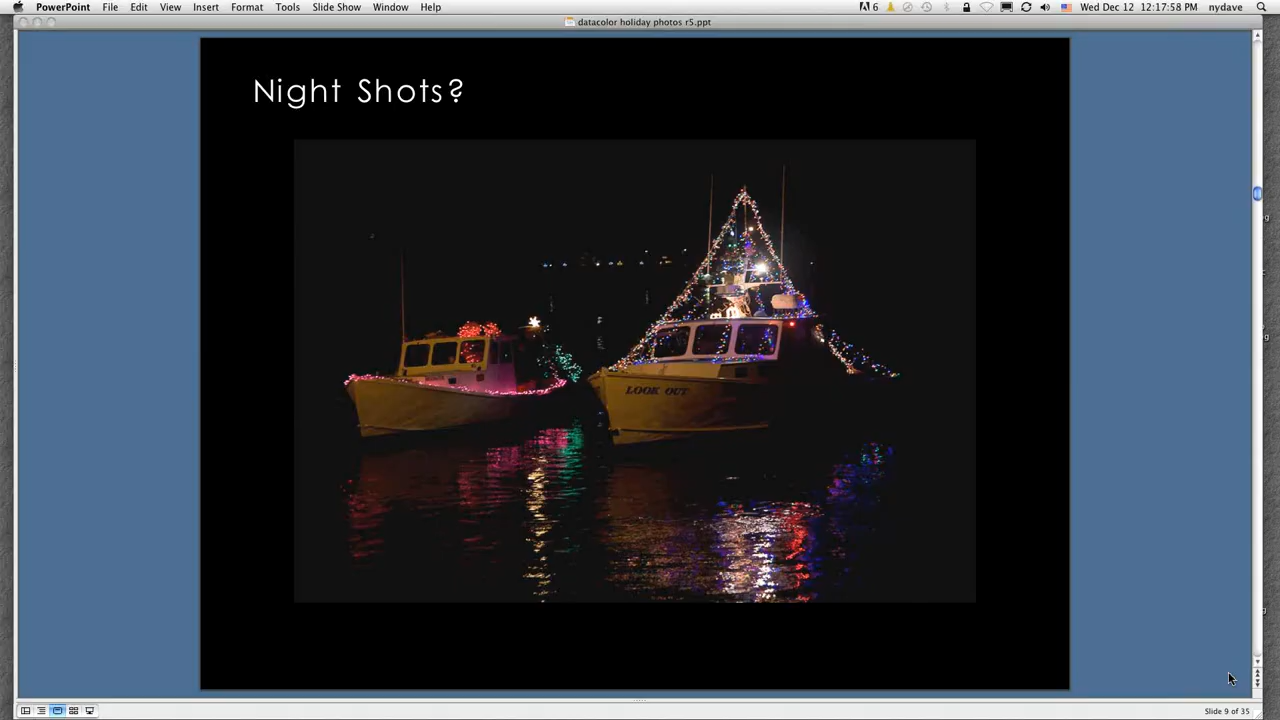 PowerPoint File Edit View Insert Format Tools Slide Show Window Help 6 Wed Dec 12 12:17:58 PM nydave
datacolor holiday photos r5.ppt
Night Shots?
LOOK OUT
Slide 9 of 35